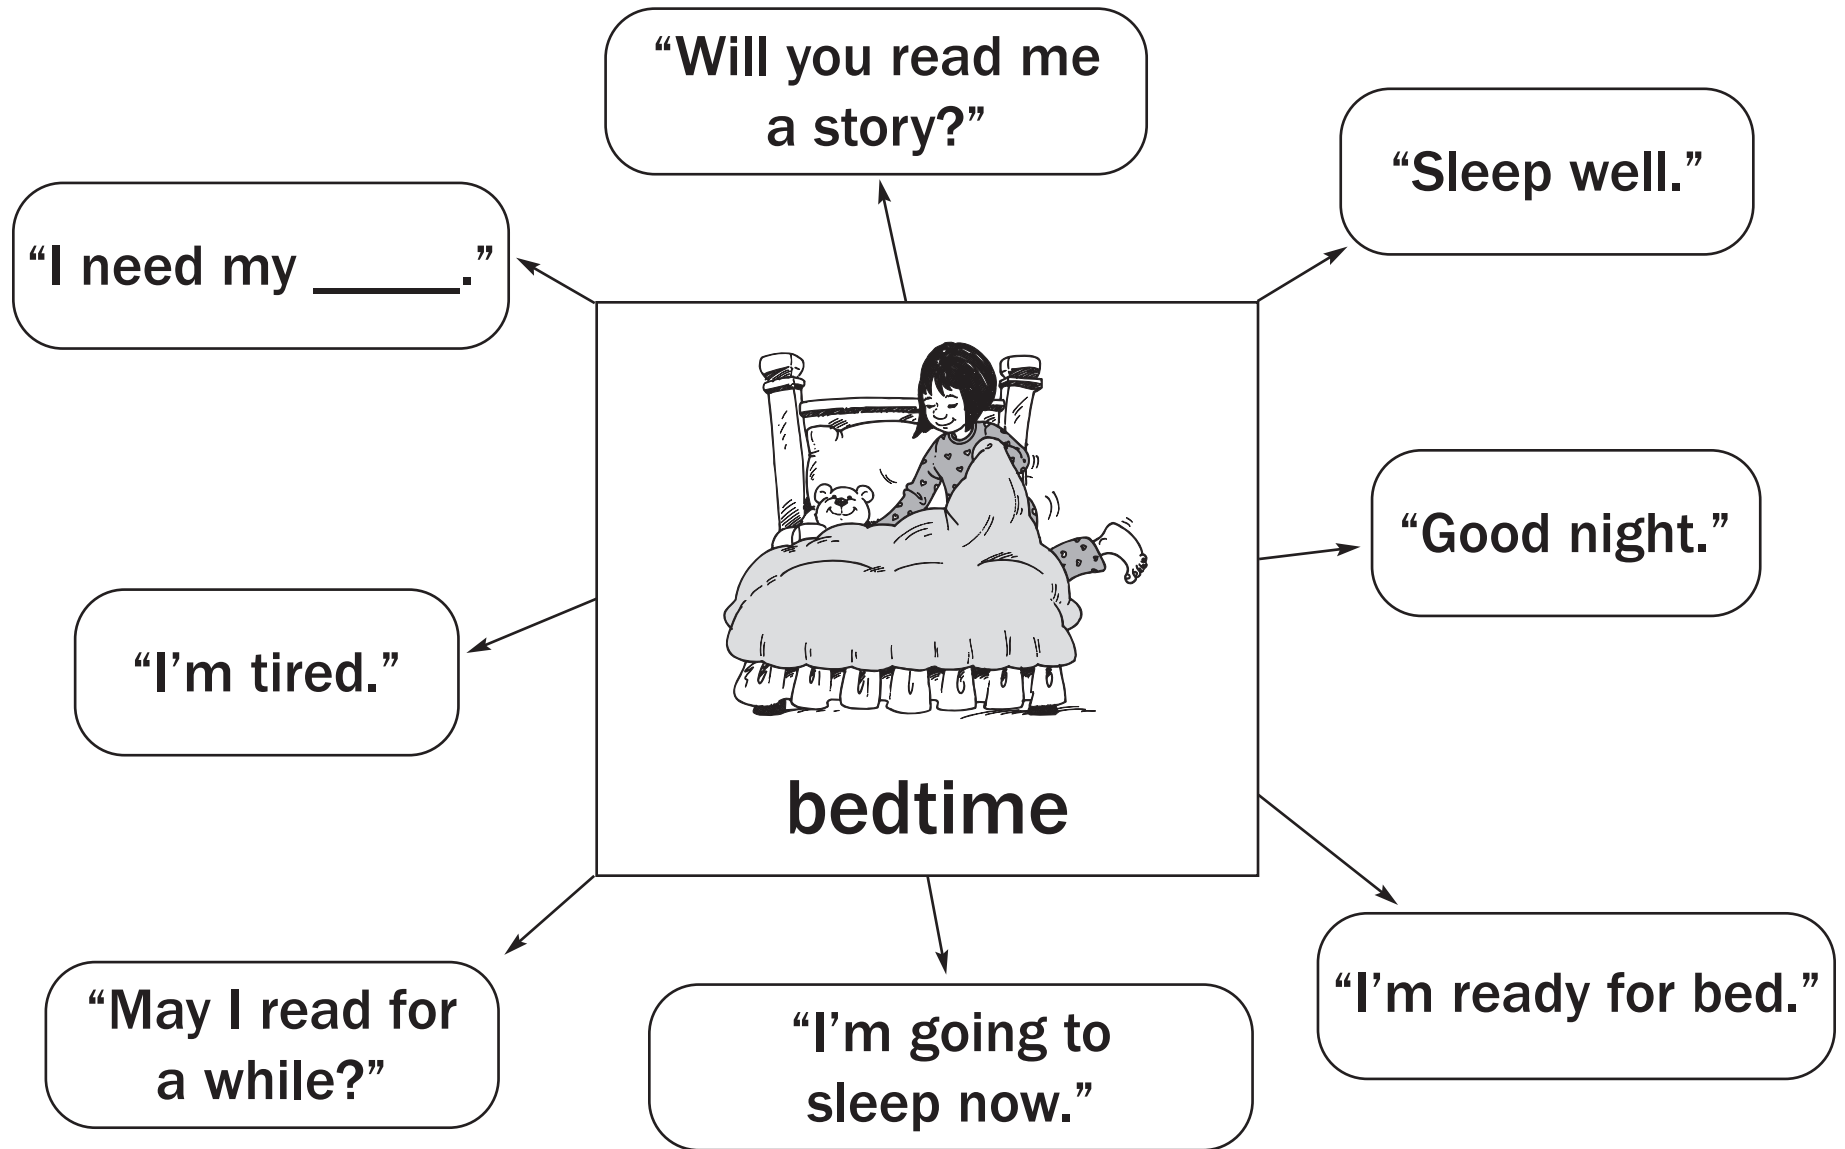 “Will you read me
a story?”
“Sleep well.”
“I need my ______.”
“Good night.”
“I’m tired.”
bedtime
“I’m ready for bed.”
“May I read for
a while?”
“I’m going to
sleep now.”